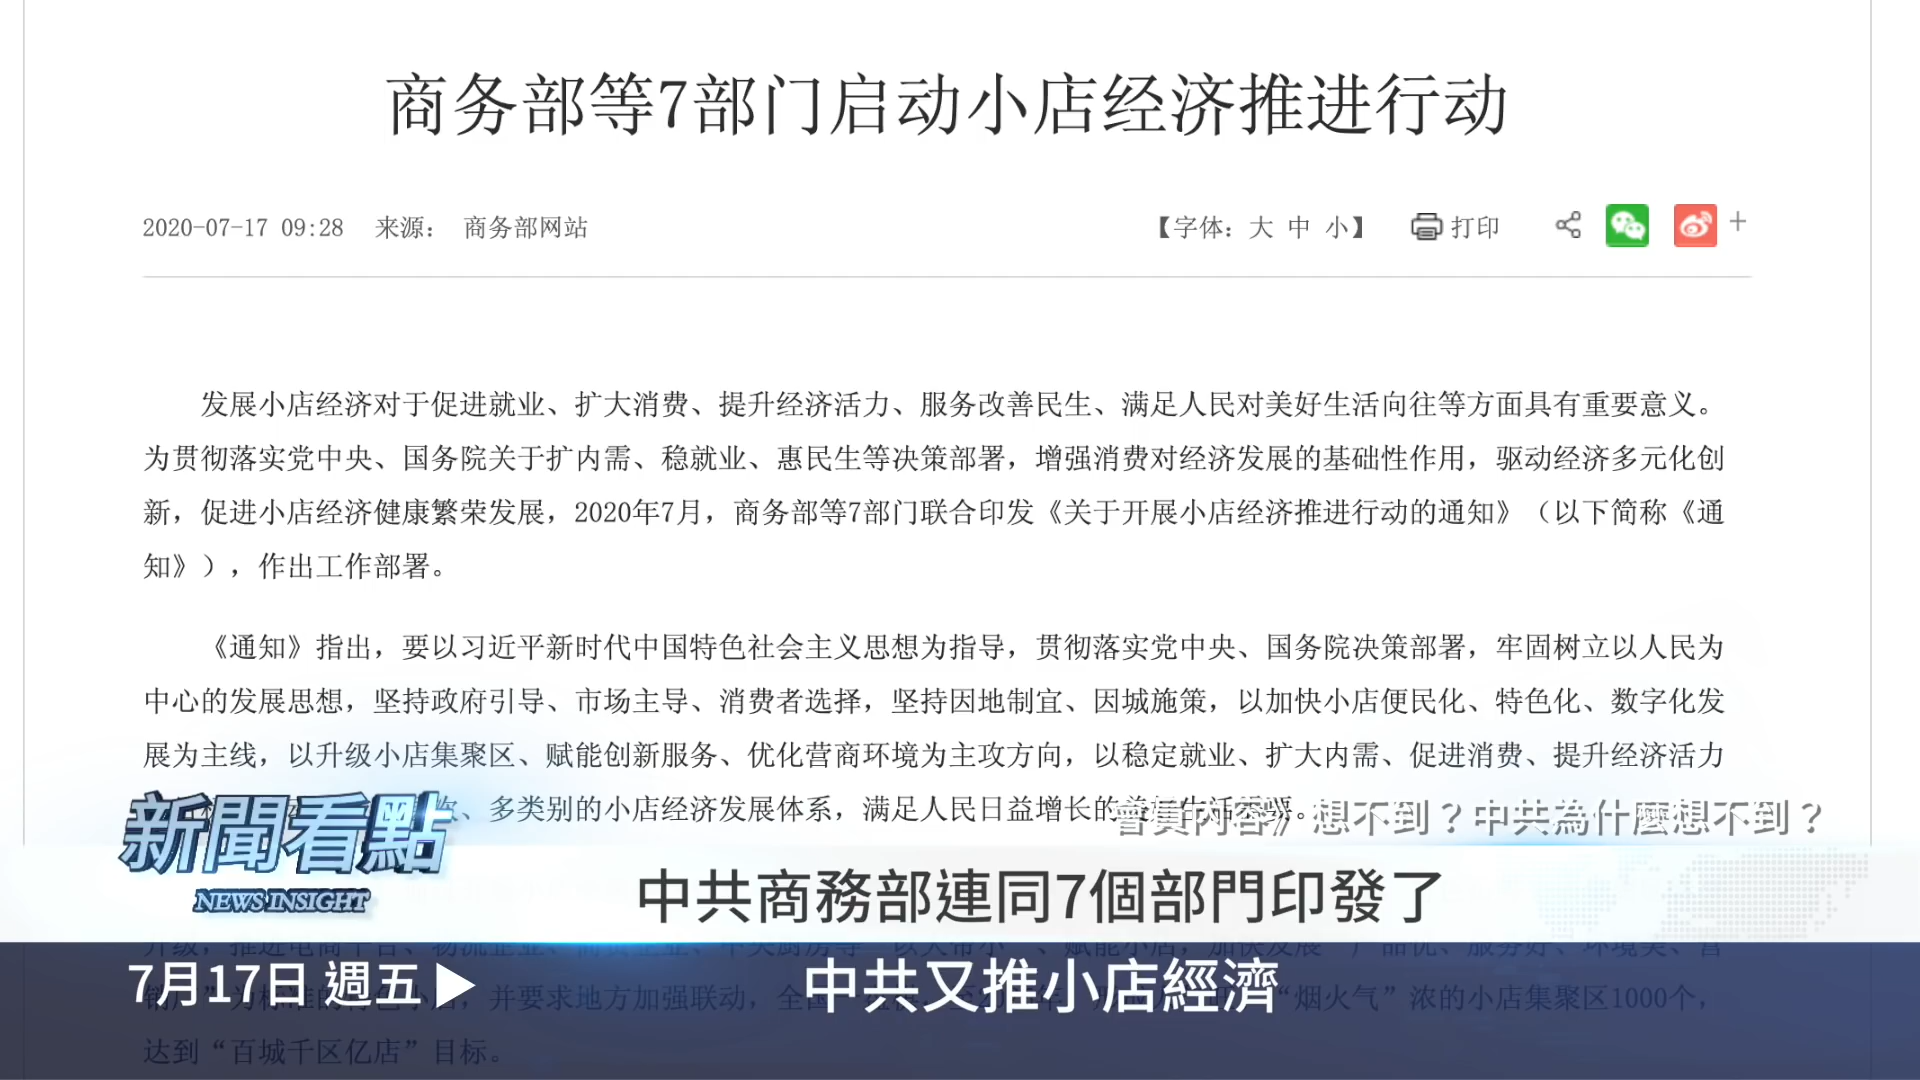 商务部等7部门启动小店经济推进行动
2020-07-17 09:28 来源： 商务部网站 【字体：大 中 小】 打印
发展小店经济对于促进就业、扩大消费、提升经济活力、服务改善民生、满足人民对美好生活向往等方面具有重要意义。
为贯彻落实党中央、国务院关于扩内需、稳就业、惠民生等决策部署，增强消费对经济发展的基础性作用，驱动经济多元化创
新，促进小店经济健康繁荣发展，2020年7月，商务部等7部门联合印发《关于开展小店经济推进行动的通知》（以下简称《通
知》），作出工作部署。
《通知》指出，要以习近平新时代中国特色社会主义思想为指导，贯彻落实党中央、国务院决策部署，牢固树立以人民为
中心的发展思想，坚持政府引导、市场主导、消费者选择，坚持因地制宜、因城施策，以加快小店便民化、特色化、数字化发
展为主线，以升级小店集聚区、赋能创新服务、优化营商环境为主攻方向，以稳定就业、扩大内需、促进消费、提升经济活力
、多类别的小店经济发展体系，满足人民日益增长的
會員內容》想不到？中共為什麼想不到？
新聞看點
NEWS INSIGHT
中共商務部連同7個部門印發了
7月17日 週五
中共又推小店經濟
，并要求地方加强联动，
“烟火气”浓的小店集聚区1000个，
达到“百城千区亿店”目标。